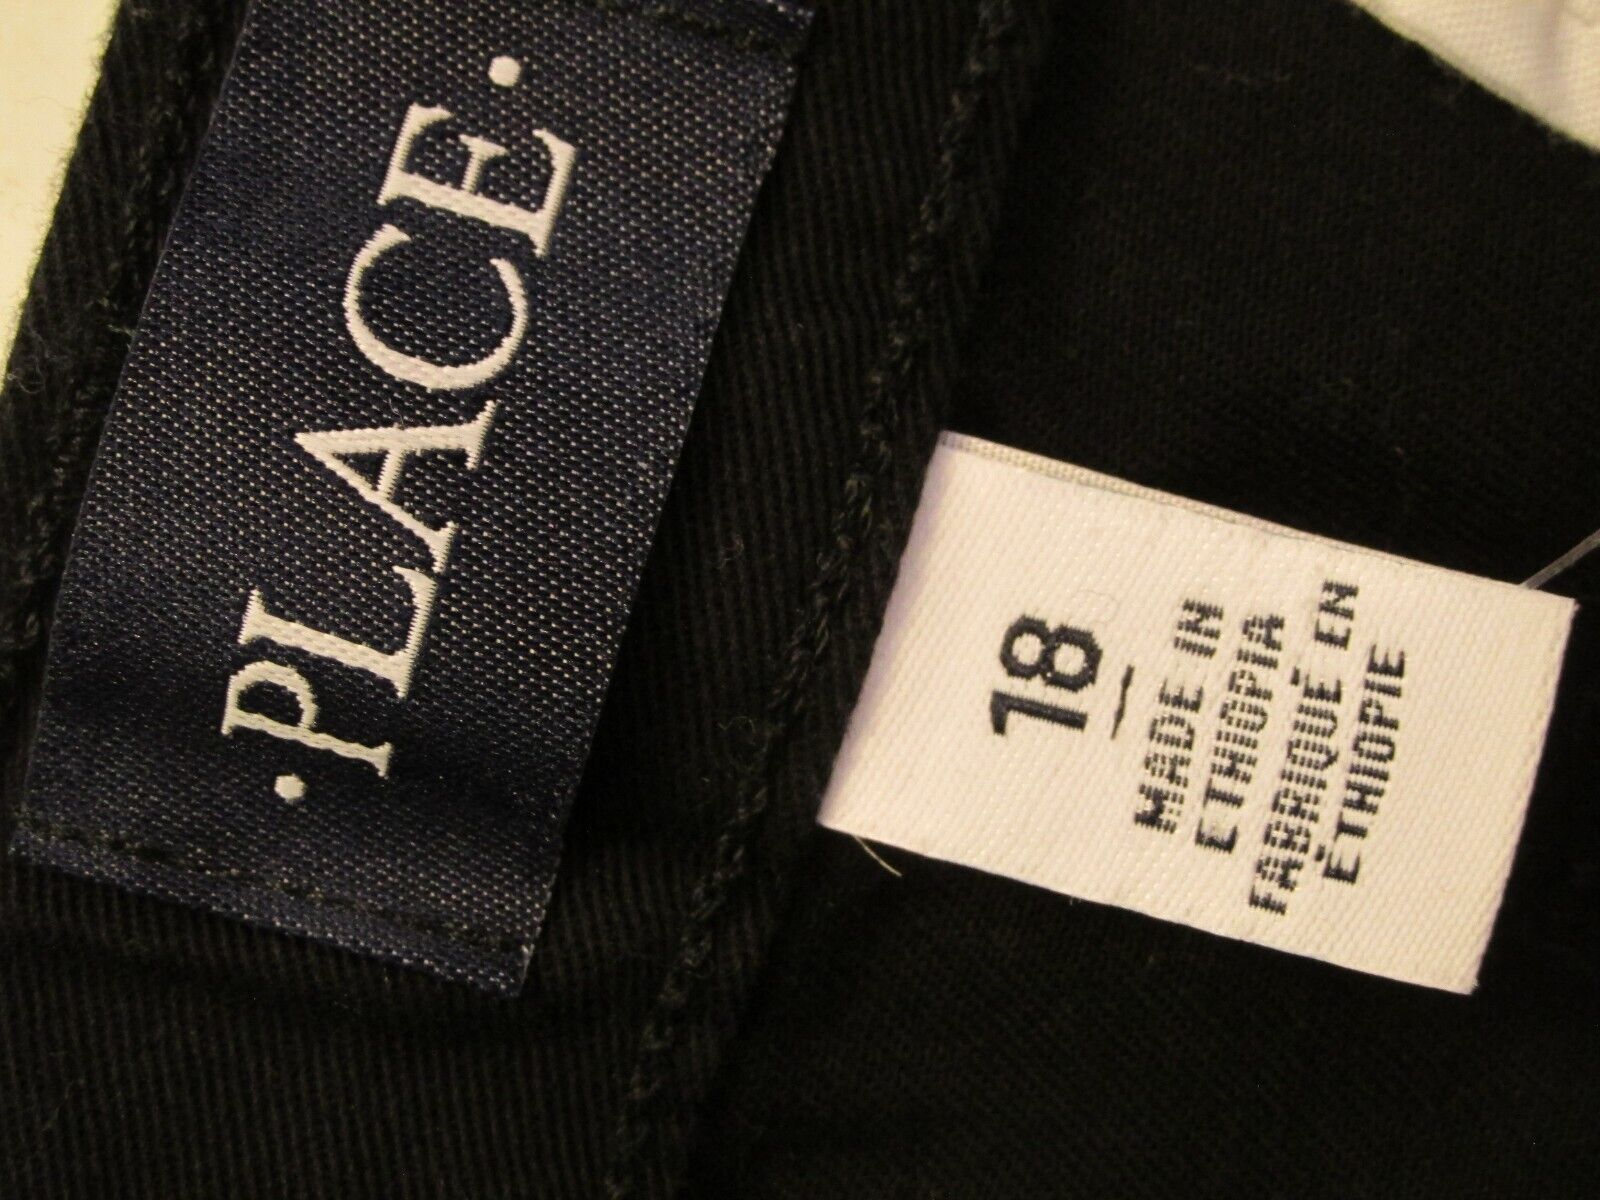 ·PLACE·
18
—
MADE IN
ETHIOPIA
FABRIQUÉ EN
ÉTHIOPIE